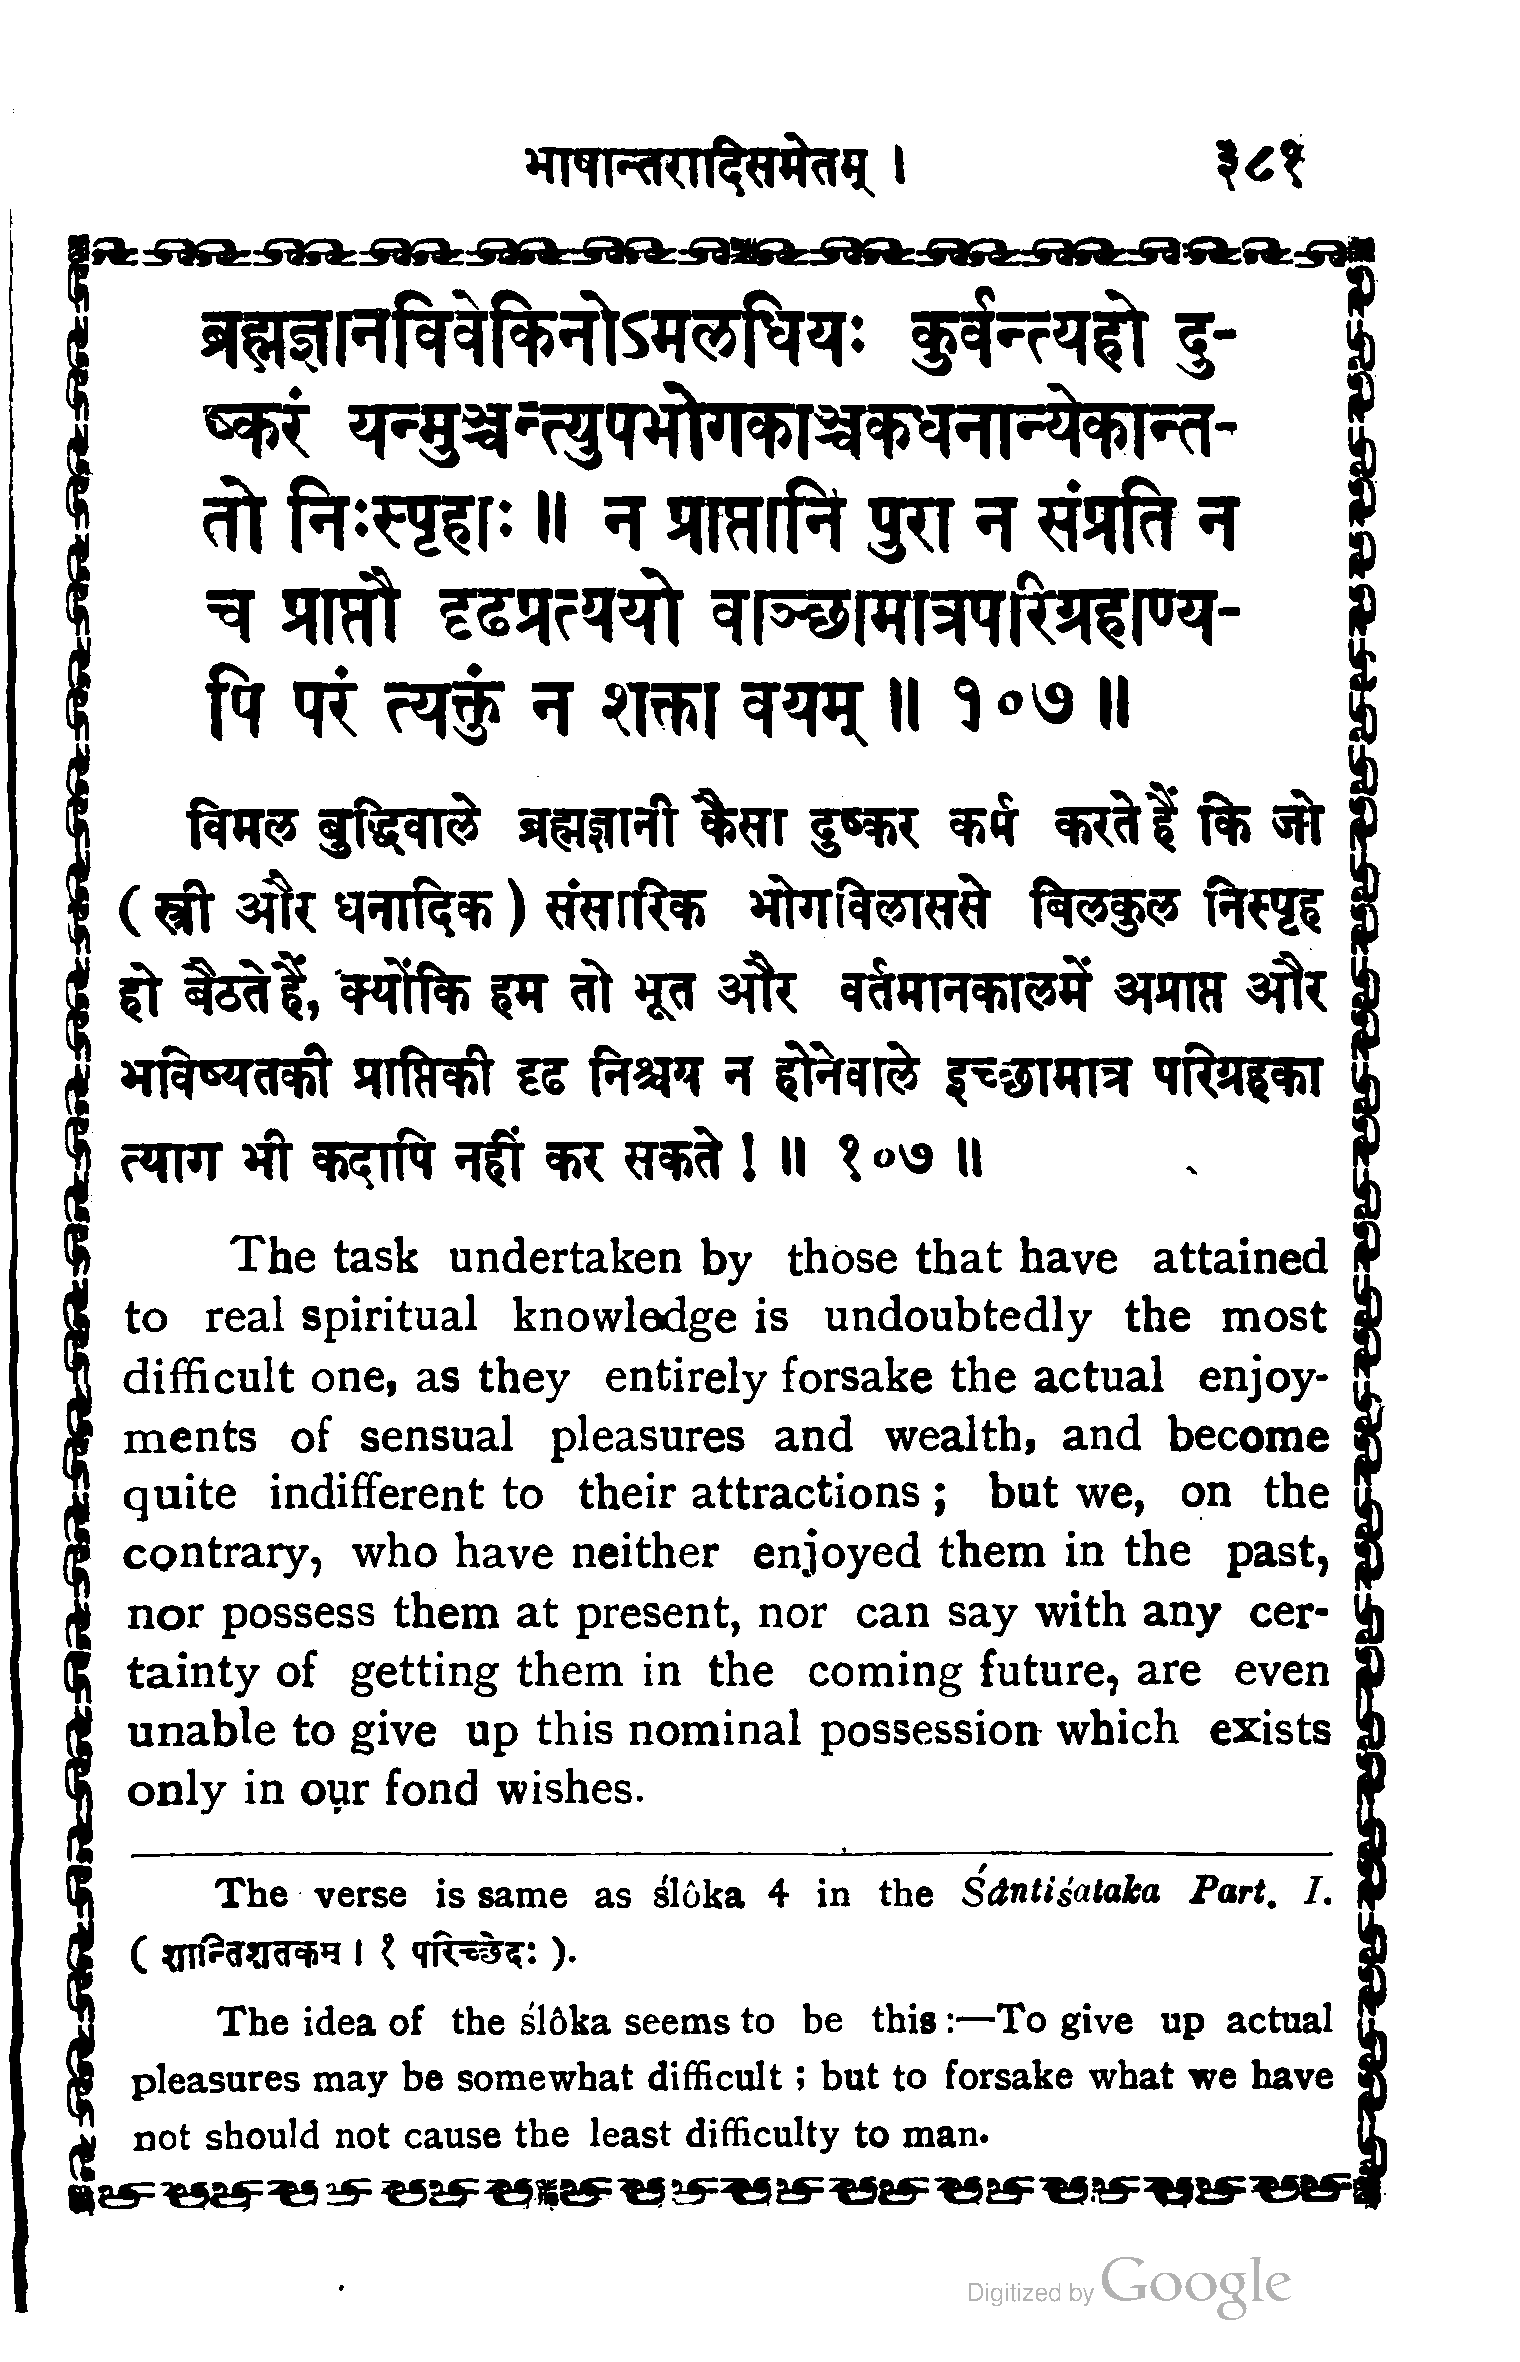 भाषान्तरादिसमेतम् । ३८१
ब्रह्मज्ञानविवेकिनोऽमलधियः कुर्वन्त्यहो दु-
ष्करं यन्मुञ्चन्त्युपभोगकाञ्चकधनान्येकान्त-
तो निःस्पृहाः ॥ न प्राप्तानि पुरा न संप्रति न
च प्राप्तौ दृढप्रत्ययो वाञ्छामात्रपरिग्रहाण्य-
पि परं त्यक्तुं न शक्ता वयम् ॥ १०७ ॥
विमल बुद्धिवाले ब्रह्मज्ञानी कैसा दुष्कर कर्म करते हैं कि जो
( स्त्री और धनादिक ) संसारिक भोगविलाससे बिलकुल निस्पृह
हो बैठते हैं, क्योंकि हम तो भूत और वर्तमानकालमें अप्राप्त और
भविष्यतकी प्राप्तिकी दृढ निश्चय न होनेवाले इच्छामात्र परिग्रहका
त्याग भी कदापि नहीं कर सकते ! ॥ १०७ ॥
The task undertaken by those that have attained
to real spiritual knowledge is undoubtedly the most
difficult one, as they entirely forsake the actual enjoy-
ments of sensual pleasures and wealth, and become
quite indifferent to their attractions ; but we, on the
contrary, who have neither enjoyed them in the past,
nor possess them at present, nor can say with any cer-
tainty of getting them in the coming future, are even
unable to give up this nominal possession which exists
only in our fond wishes.
The verse is same as ślôka 4 in the Śântiśataka Part. I.
( शान्तिशतकम । १ परिच्छेदः ).
The idea of the ślôka seems to be this :—To give up actual
pleasures may be somewhat difficult ; but to forsake what we have
not should not cause the least difficulty to man.
Digitized by Google